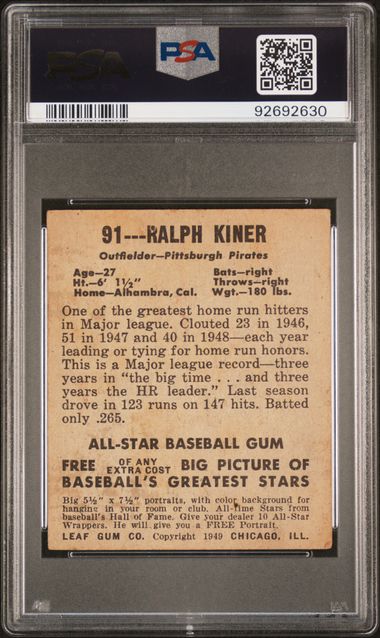 PSA
PSA
92692630
91---RALPH KINER
Outfielder—Pittsburgh Pirates
Age—27 Bats—right
Ht.—6' 1½" Throws—right
Home—Alhambra, Cal. Wgt.—180 lbs.
One of the greatest home run hitters
in Major league. Clouted 23 in 1946,
51 in 1947 and 40 in 1948—each year
leading or tying for home run honors.
This is a Major league record—three
years in "the big time . . . and three
years the HR leader." Last season
drove in 123 runs on 147 hits. Batted
only .265.
ALL-STAR BASEBALL GUM
FREE OF ANY EXTRA COST BIG PICTURE OF
BASEBALL'S GREATEST STARS
Big 5½" x 7½" portraits, with color background for
hanging in your room or club. All-Time Stars from
baseball's Hall of Fame. Give your dealer 10 All-Star
Wrappers. He will give you a FREE Portrait.
LEAF GUM CO. Copyright 1949 CHICAGO, ILL.